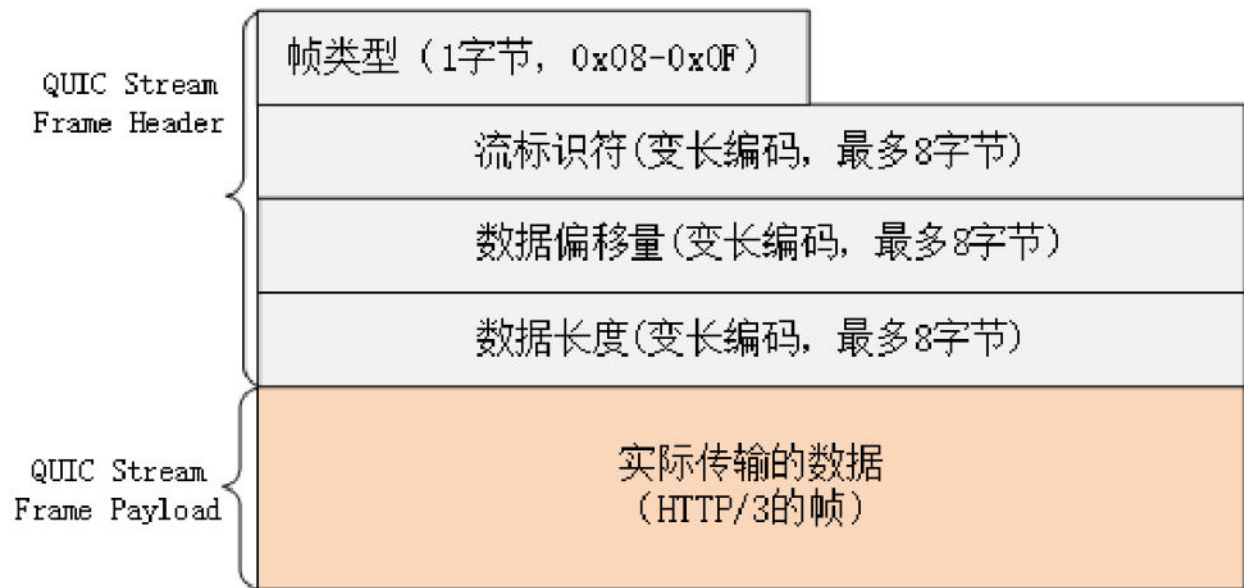 QUIC Stream
Frame Header
帧类型（1字节，0x08-0x0F）
流标识符(变长编码，最多8字节)
数据偏移量(变长编码，最多8字节)
数据长度(变长编码，最多8字节)
QUIC Stream
Frame Payload
实际传输的数据
（HTTP/3的帧）